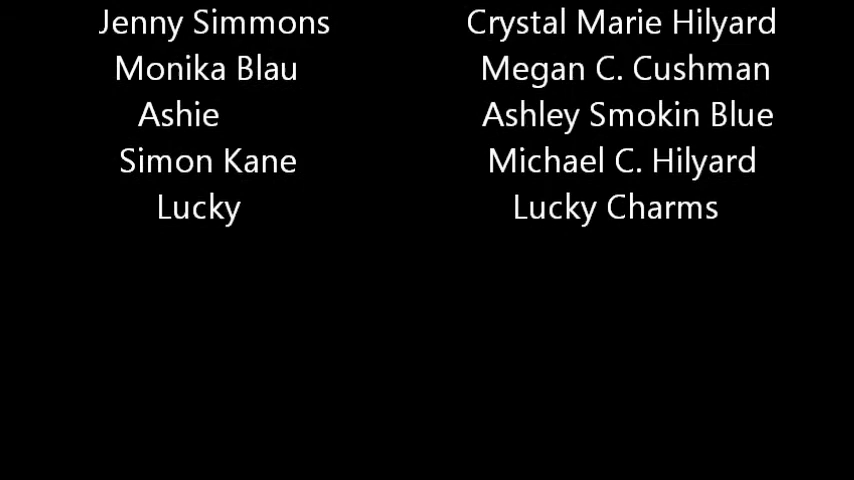 Jenny Simmons Crystal Marie Hilyard
Monika Blau Megan C. Cushman
Ashie Ashley Smokin Blue
Simon Kane Michael C. Hilyard
Lucky Lucky Charms